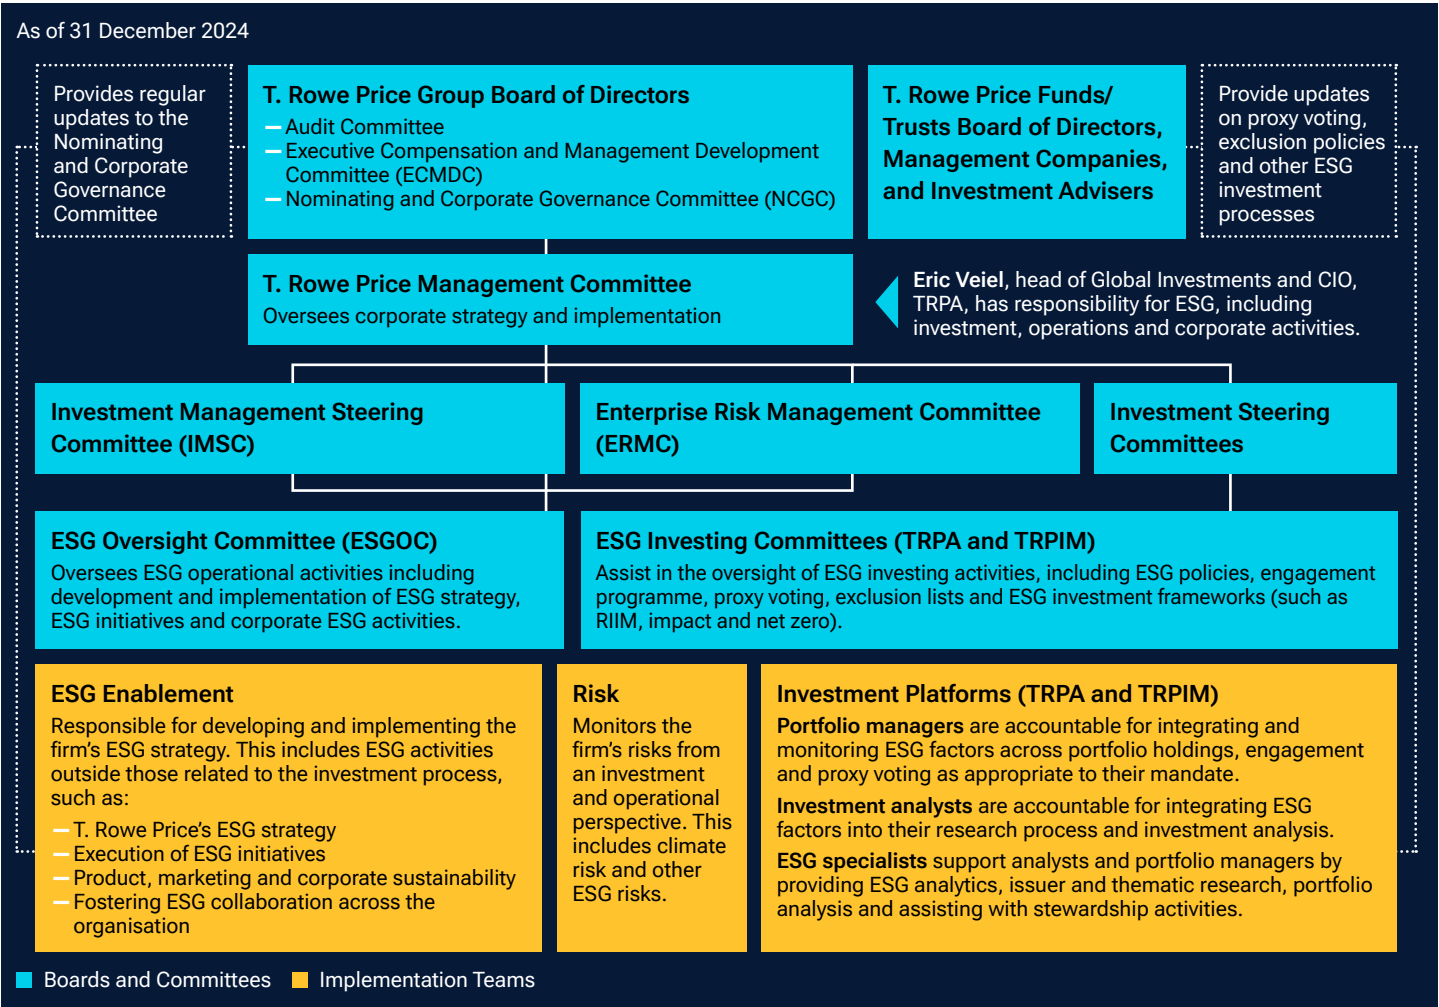 As of 31 December 2024
Provides regular
updates to the
Nominating
and Corporate
Governance
Committee
T. Rowe Price Group Board of Directors
— Audit Committee
— Executive Compensation and Management Development
Committee (ECMDC)
— Nominating and Corporate Governance Committee (NCGC)
T. Rowe Price Funds/
Trusts Board of Directors,
Management Companies,
and Investment Advisers
Provide updates
on proxy voting,
exclusion policies
and other ESG
investment
processes
T. Rowe Price Management Committee
Oversees corporate strategy and implementation
Eric Veiel, head of Global Investments and CIO,
TRPA, has responsibility for ESG, including
investment, operations and corporate activities.
Investment Management Steering
Committee (IMSC)
Enterprise Risk Management Committee
(ERMC)
Investment Steering
Committees
ESG Oversight Committee (ESGOC)
Oversees ESG operational activities including
development and implementation of ESG strategy,
ESG initiatives and corporate ESG activities.
ESG Investing Committees (TRPA and TRPIM)
Assist in the oversight of ESG investing activities, including ESG policies, engagement
programme, proxy voting, exclusion lists and ESG investment frameworks (such as
RIIM, impact and net zero).
ESG Enablement
Responsible for developing and implementing the
firm's ESG strategy. This includes ESG activities
outside those related to the investment process,
such as:
— T. Rowe Price's ESG strategy
— Execution of ESG initiatives
— Product, marketing and corporate sustainability
— Fostering ESG collaboration across the
organisation
Risk
Monitors the
firm's risks from
an investment
and operational
perspective. This
includes climate
risk and other
ESG risks.
Investment Platforms (TRPA and TRPIM)
Portfolio managers are accountable for integrating and
monitoring ESG factors across portfolio holdings, engagement
and proxy voting as appropriate to their mandate.
Investment analysts are accountable for integrating ESG
factors into their research process and investment analysis.
ESG specialists support analysts and portfolio managers by
providing ESG analytics, issuer and thematic research, portfolio
analysis and assisting with stewardship activities.
Boards and Committees
Implementation Teams